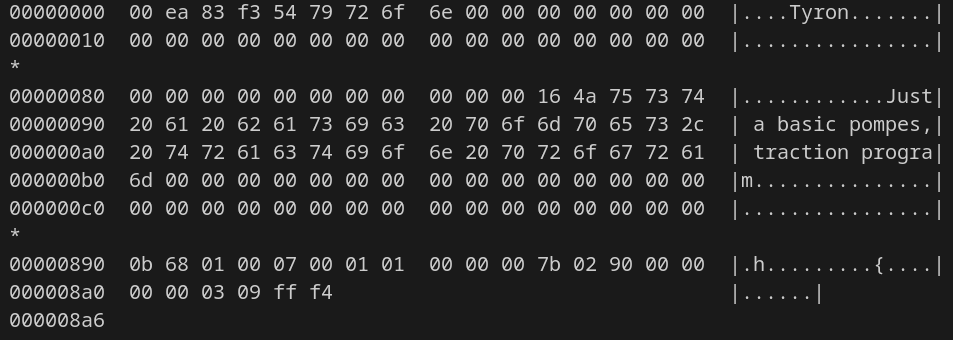 00000000  00 ea 83 f3 54 79 72 6f  6e 00 00 00 00 00 00 00  |....Tyron.......|
00000010  00 00 00 00 00 00 00 00  00 00 00 00 00 00 00 00  |................|
*
00000080  00 00 00 00 00 00 00 00  00 00 00 16 4a 75 73 74  |............Just|
00000090  20 61 20 62 61 73 69 63  20 70 6f 6d 70 65 73 2c  | a basic pompes,|
000000a0  20 74 72 61 63 74 69 6f  6e 20 70 72 6f 67 72 61  | traction progra|
000000b0  6d 00 00 00 00 00 00 00  00 00 00 00 00 00 00 00  |m...............|
000000c0  00 00 00 00 00 00 00 00  00 00 00 00 00 00 00 00  |................|
*
00000890  0b 68 01 00 07 00 01 01  00 00 00 7b 02 90 00 00  |.h.........{....|
000008a0  00 00 03 09 ff f4                                 |......|
000008a6